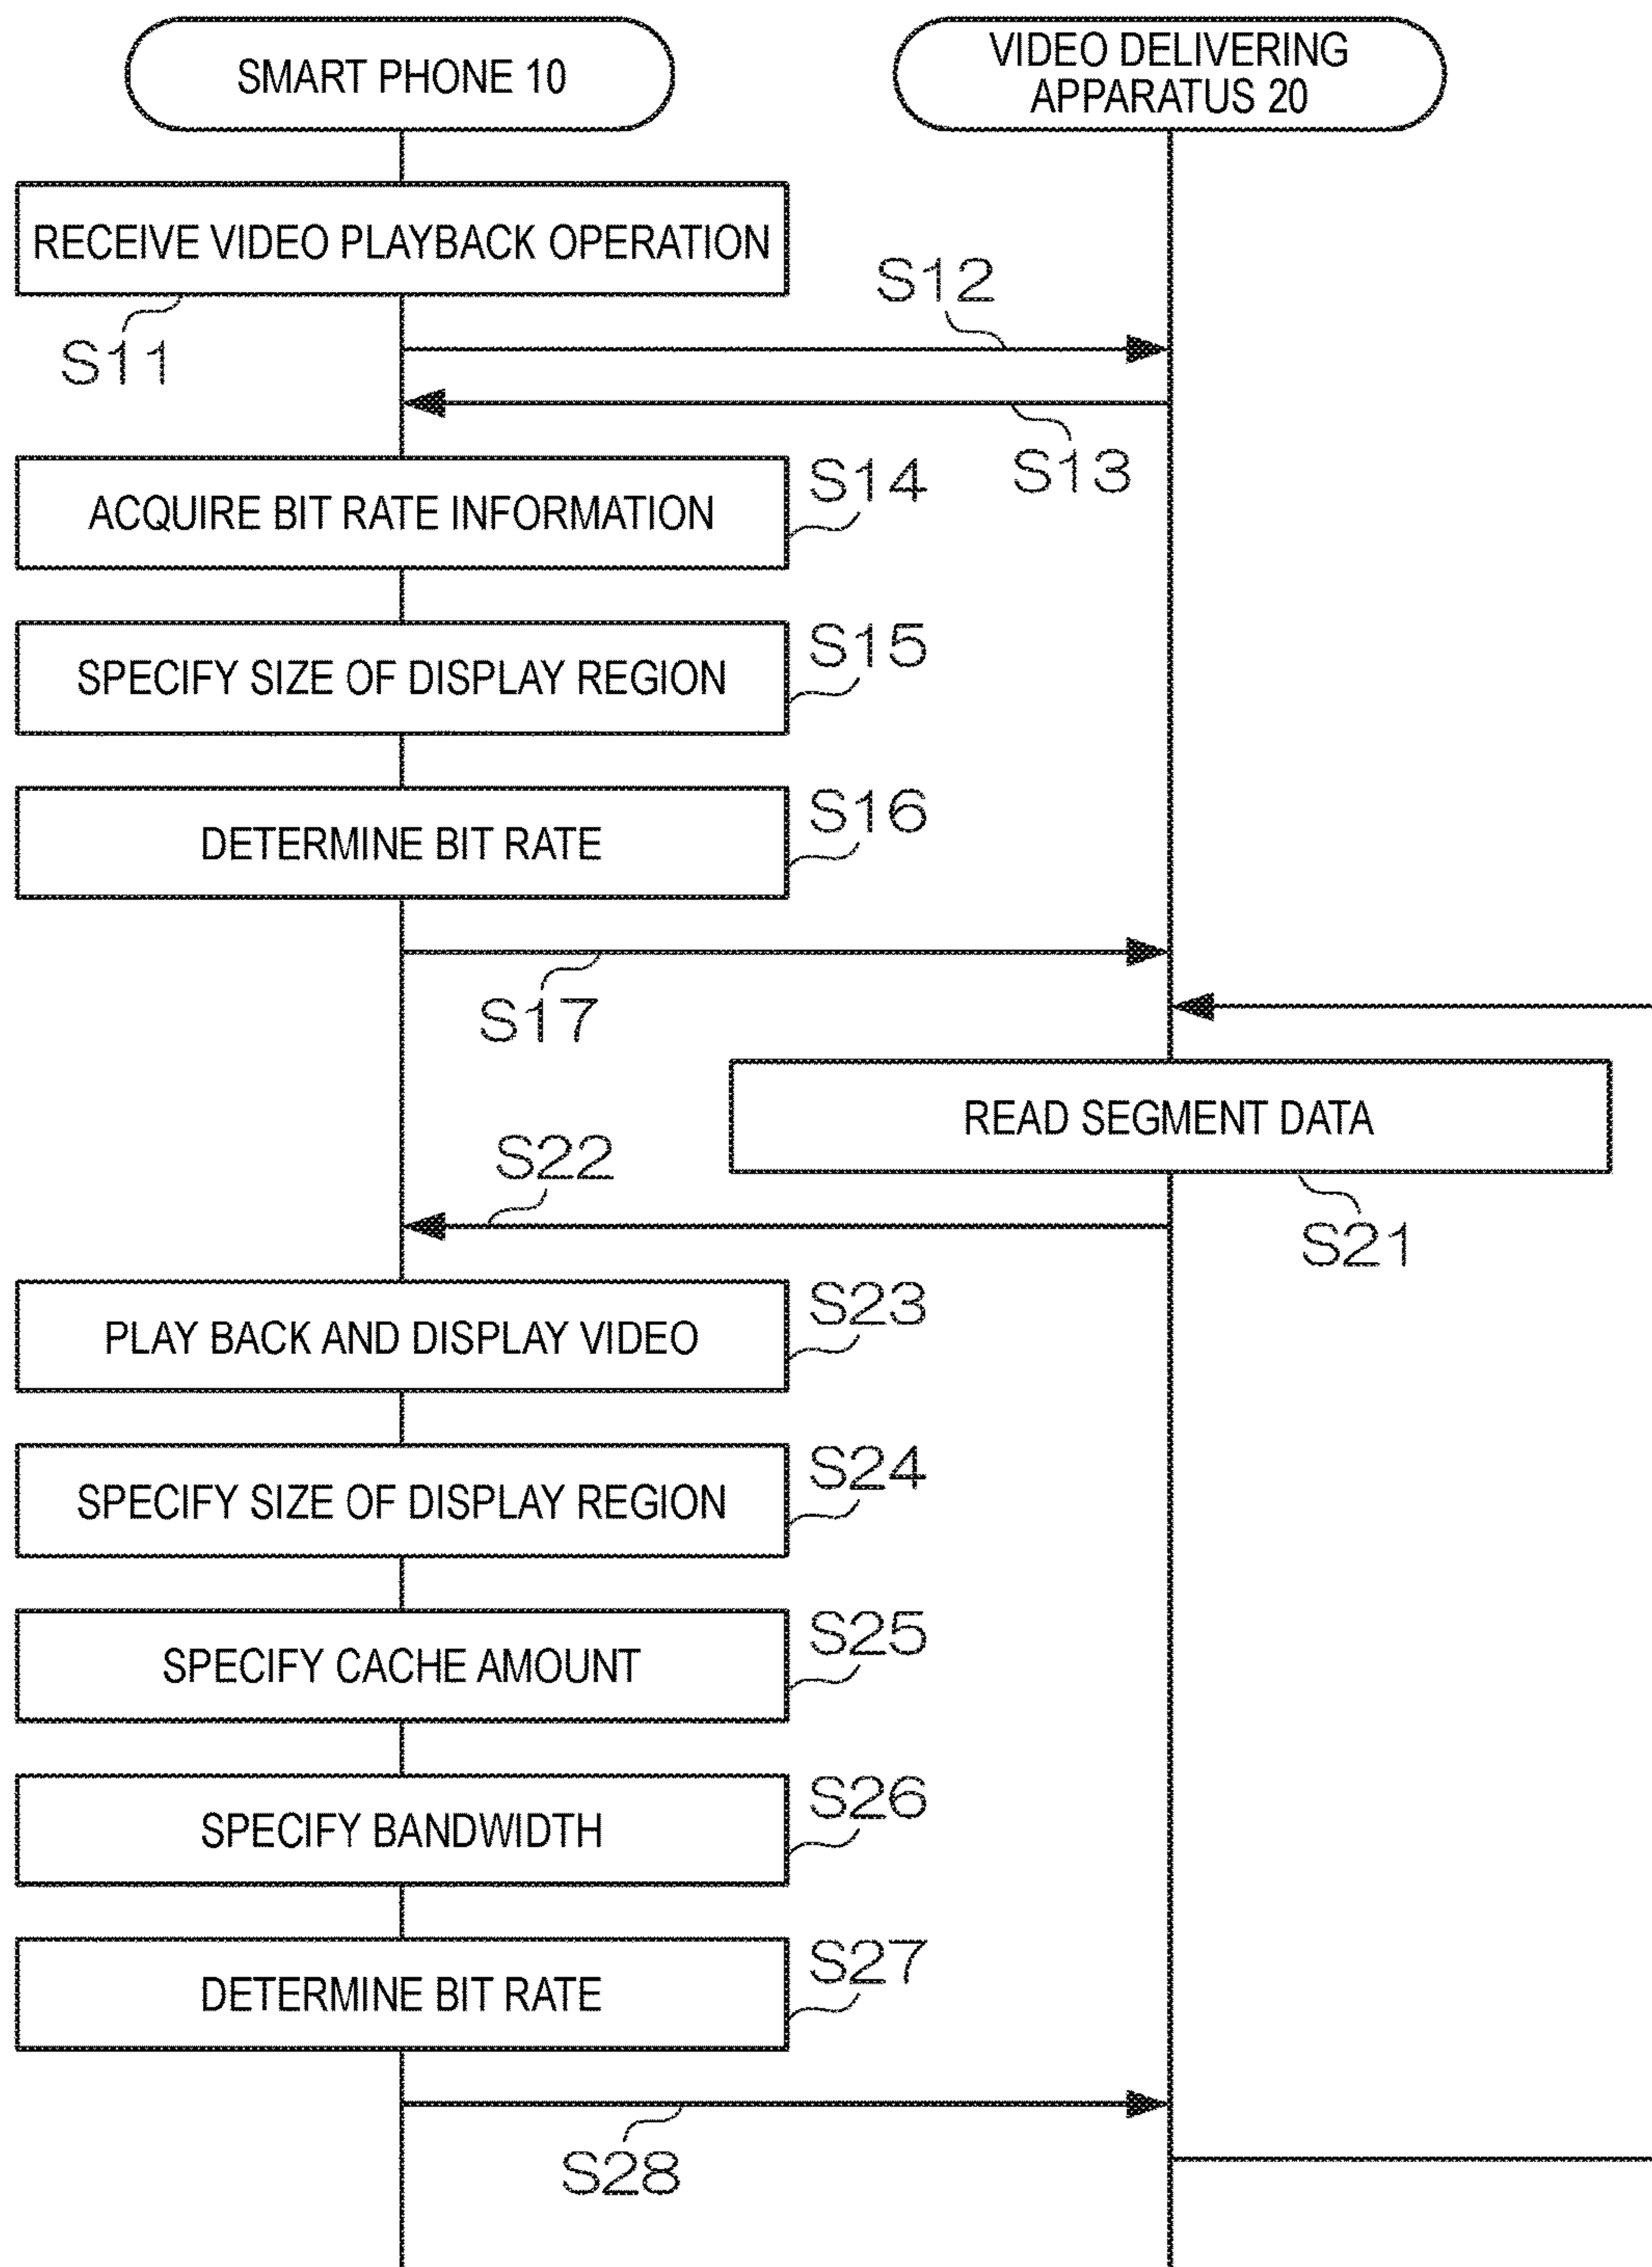 SMART PHONE 10
VIDEO DELIVERING
APPARATUS 20
RECEIVE VIDEO PLAYBACK OPERATION
S12
S11
S13
S14
ACQUIRE BIT RATE INFORMATION
S15
SPECIFY SIZE OF DISPLAY REGION
S16
DETERMINE BIT RATE
S17
READ SEGMENT DATA
S22
S21
S23
PLAY BACK AND DISPLAY VIDEO
S24
SPECIFY SIZE OF DISPLAY REGION
S25
SPECIFY CACHE AMOUNT
S26
SPECIFY BANDWIDTH
S27
DETERMINE BIT RATE
S28